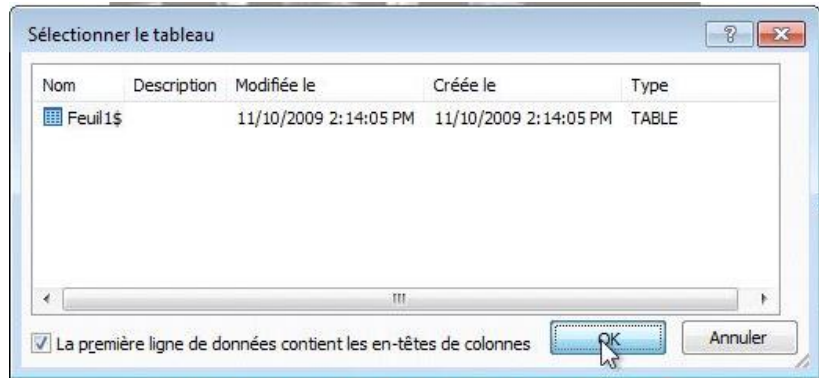 Sélectionner le tableau
Nom Description Modifiée le Créée le Type
Feuil1$ 11/10/2009 2:14:05 PM 11/10/2009 2:14:05 PM TABLE
La première ligne de données contient les en-têtes de colonnes OK Annuler